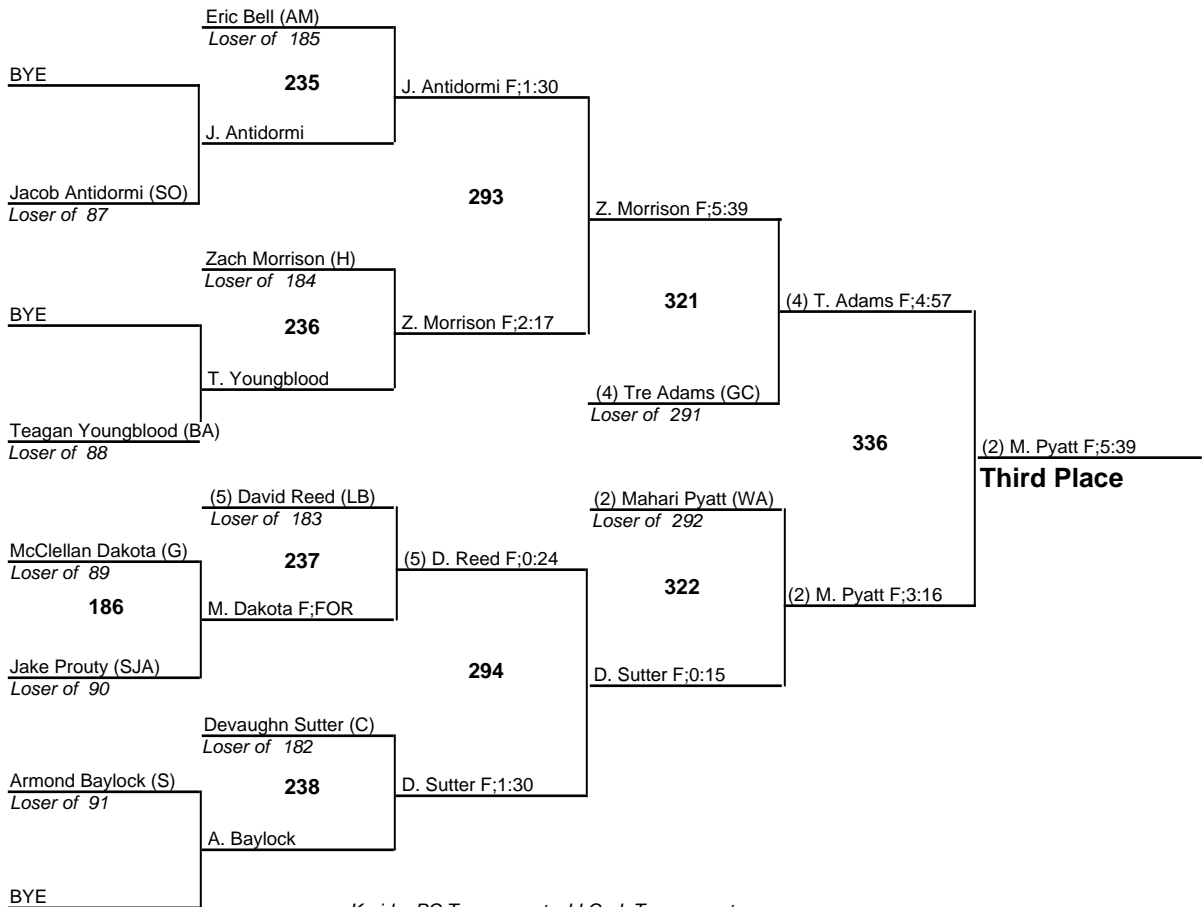 Eric Bell (AM)
Loser of 185
BYE
235
J. Antidormi F;1:30
J. Antidormi
Jacob Antidormi (SO)
Loser of 87
293
Z. Morrison F;5:39
Zach Morrison (H)
Loser of 184
BYE
236
Z. Morrison F;2:17
321
(4) T. Adams F;4:57
T. Youngblood
(4) Tre Adams (GC)
Loser of 291
Teagan Youngblood (BA)
Loser of 88
336
(2) M. Pyatt F;5:39
Third Place
(5) David Reed (LB)
Loser of 183
(2) Mahari Pyatt (WA)
Loser of 292
McClellan Dakota (G)
Loser of 89
237
(5) D. Reed F;0:24
322
(2) M. Pyatt F;3:16
186
M. Dakota F;FOR
Jake Prouty (SJA)
Loser of 90
294
D. Sutter F;0:15
Devaughn Sutter (C)
Loser of 182
Armond Baylock (S)
Loser of 91
238
D. Sutter F;1:30
A. Baylock
BYE